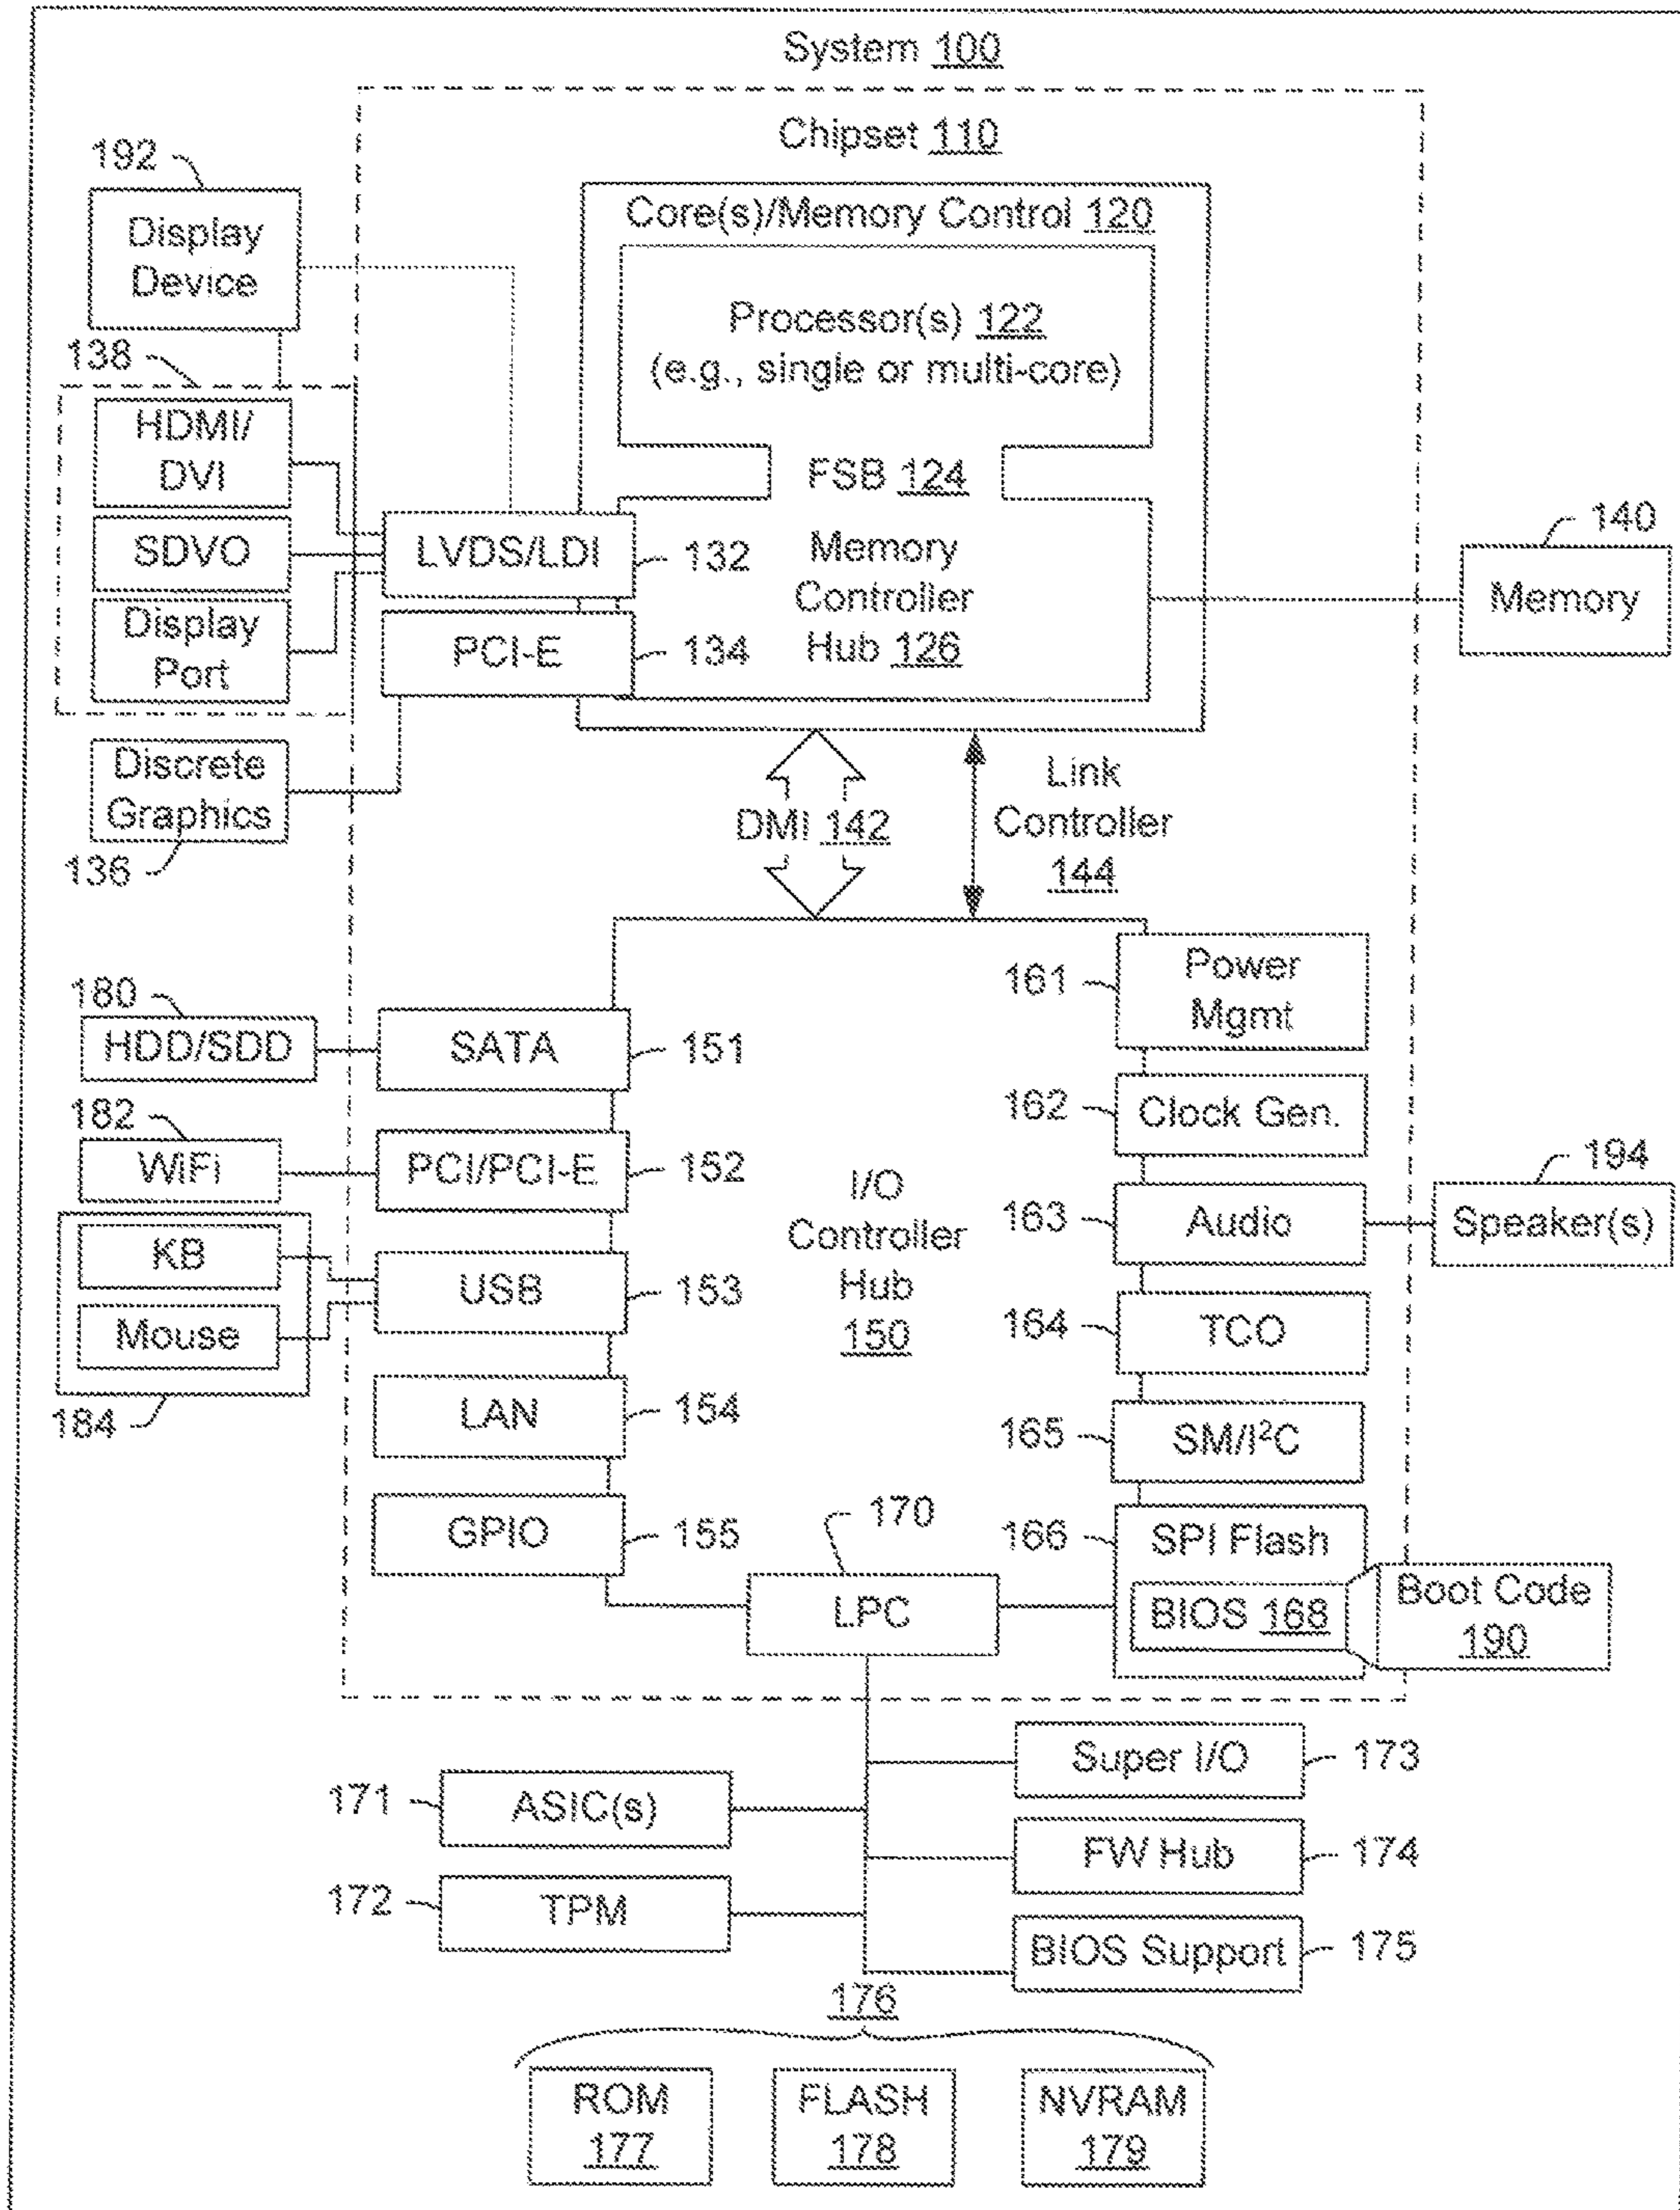 System 100
Chipset 110
192
Display
Device
Core(s)/Memory Control 120
Processor(s) 122
(e.g., single or multi-core)
138
HDMI/
DVI
SDVO
Display
Port
FSB 124
LVDS/LDI
132
PCI-E
134
Memory
Controller
Hub 126
140
Memory
Discrete
Graphics
136
DMI 142
Link
Controller
144
180
HDD/SDD
SATA
151
182
WiFi
PCI/PCI-E
152
KB
Mouse
184
USB
153
LAN
154
GPIO
155
I/O
Controller
Hub
150
161
Power
Mgmt
162
Clock Gen.
163
Audio
194
Speaker(s)
164
TCO
165
SM/I²C
166
SPI Flash
BIOS 168
Boot Code
190
170
LPC
171
ASIC(s)
172
TPM
Super I/O
173
FW Hub
174
BIOS Support
175
176
ROM
177
FLASH
178
NVRAM
179